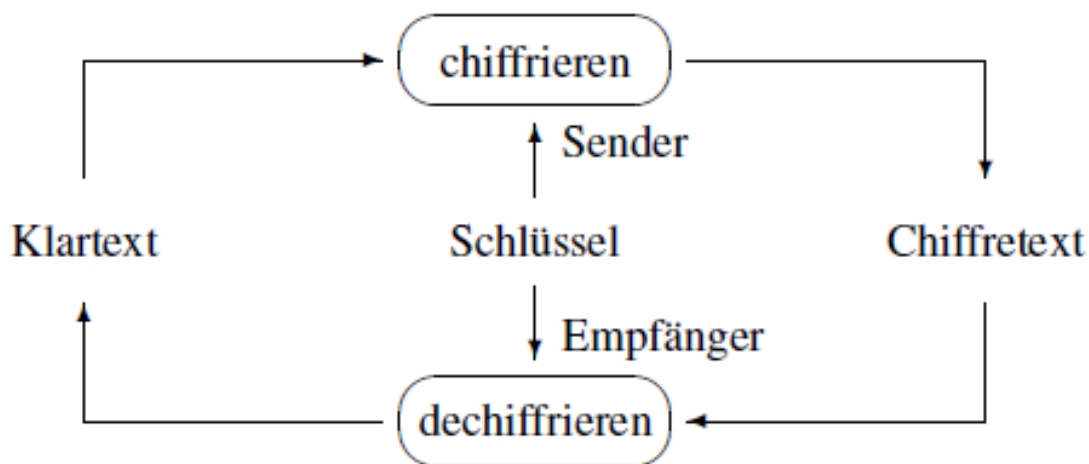 chiffrieren
Sender
Klartext Schlüssel Chiffretext
Empfänger
dechiffrieren